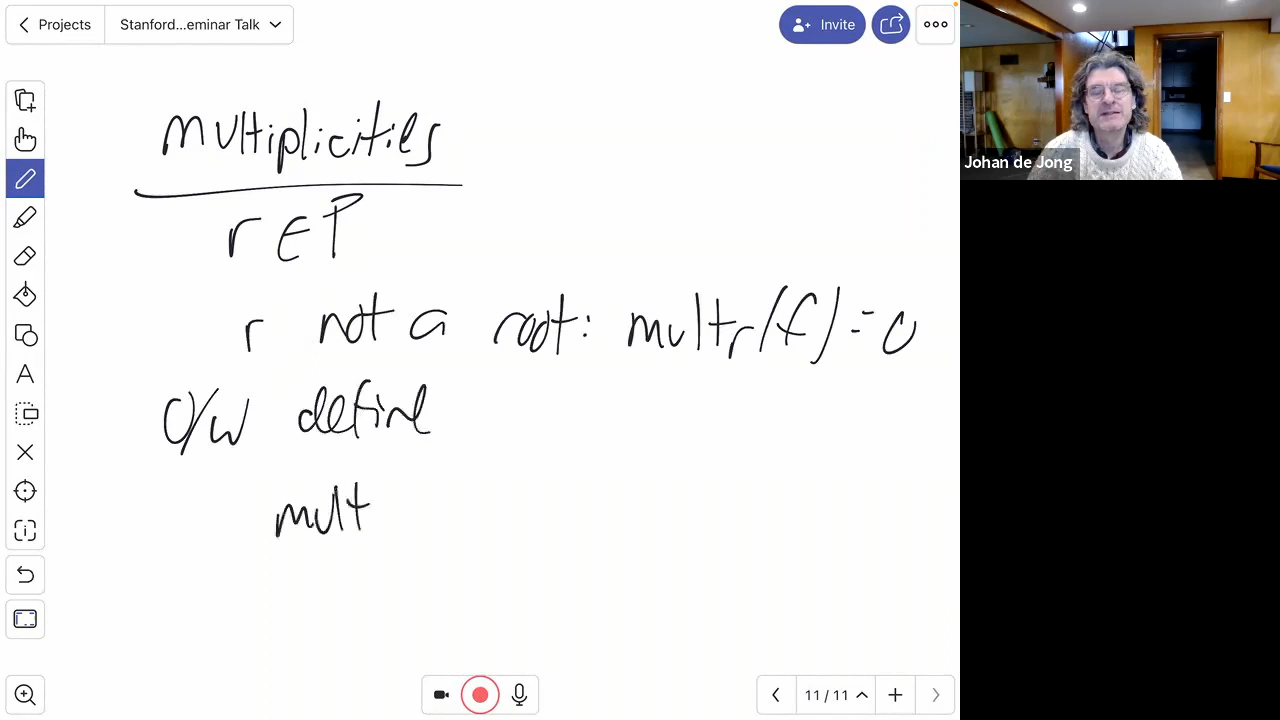 Projects
Stanford...eminar Talk
Invite
Johan de Jong
multiplicities
r ∈ P
r not a root: mult_r(f) = 0
O/w define
mult
A
11 / 11